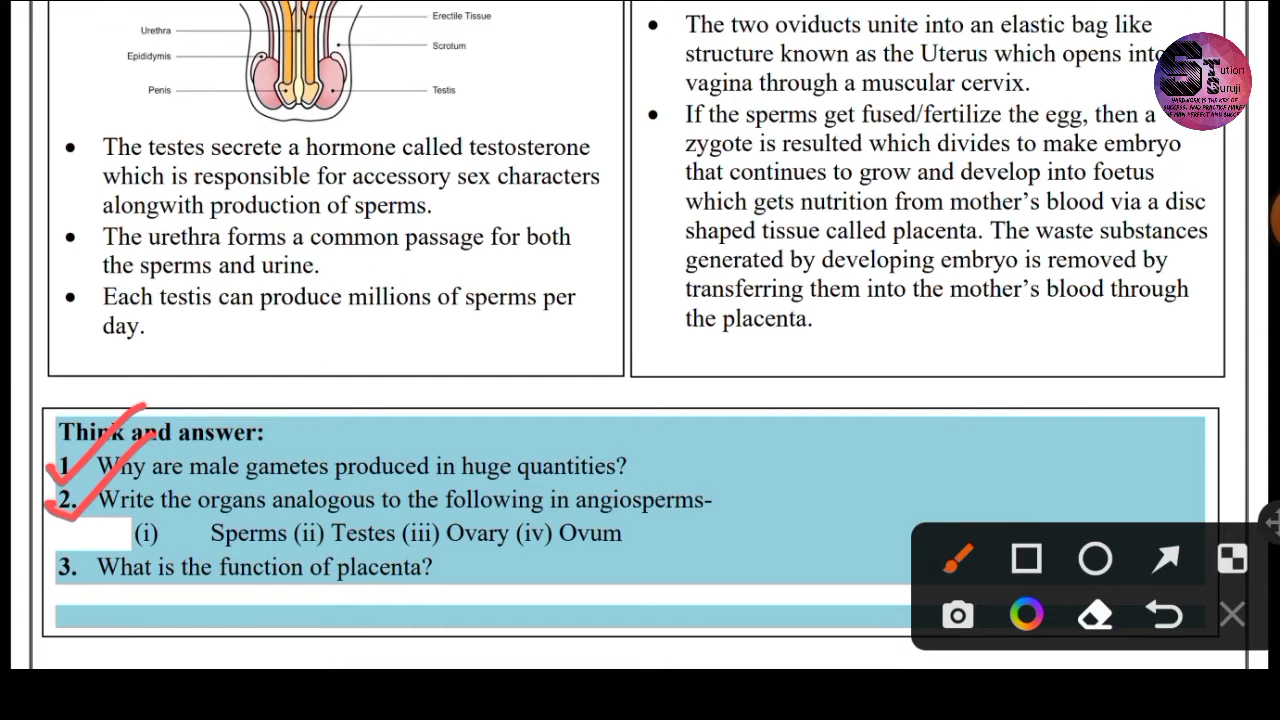 Urethra
Epididymis
Penis
Erectile Tissue
Scrotum
Testis
• The testes secrete a hormone called testosterone
which is responsible for accessory sex characters
alongwith production of sperms.
• The urethra forms a common passage for both
the sperms and urine.
• Each testis can produce millions of sperms per
day.
• The two oviducts unite into an elastic bag like
structure known as the Uterus which opens into
vagina through a muscular cervix.
• If the sperms get fused/fertilize the egg, then a
zygote is resulted which divides to make embryo
that continues to grow and develop into foetus
which gets nutrition from mother's blood via a disc
shaped tissue called placenta. The waste substances
generated by developing embryo is removed by
transferring them into the mother's blood through
the placenta.
Think and answer:
1. Why are male gametes produced in huge quantities?
2. Write the organs analogous to the following in angiosperms-
(i) Sperms (ii) Testes (iii) Ovary (iv) Ovum
3. What is the function of placenta?
ution
uruji
HARDWORK IS THE KEY OF